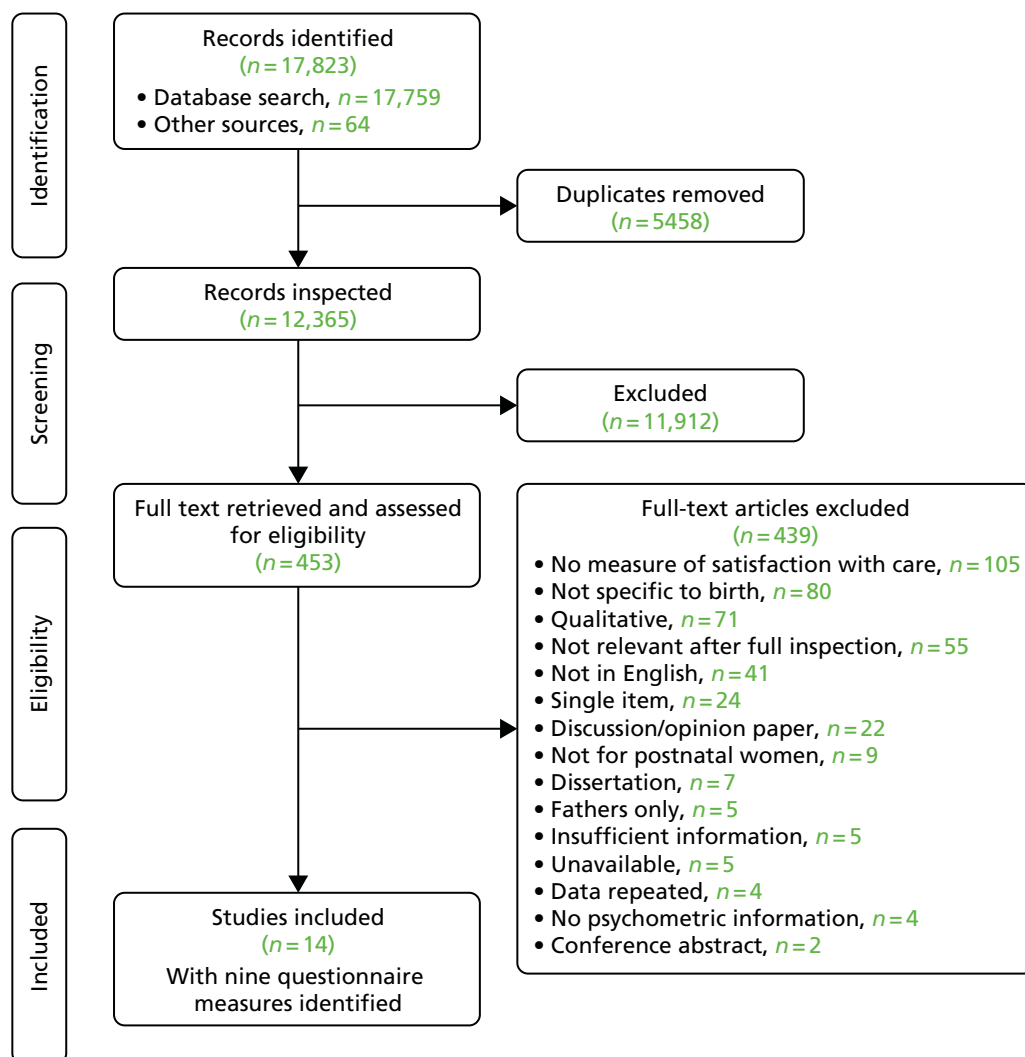 Identification
Records identified
(n=17,823)
• Database search, n=17,759
• Other sources, n=64
Duplicates removed
(n=5458)
Screening
Records inspected
(n=12,365)
Excluded
(n=11,912)
Eligibility
Full text retrieved and assessed
for eligibility
(n=453)
Full-text articles excluded
(n=439)
• No measure of satisfaction with care, n=105
• Not specific to birth, n=80
• Qualitative, n=71
• Not relevant after full inspection, n=55
• Not in English, n=41
• Single item, n=24
• Discussion/opinion paper, n=22
• Not for postnatal women, n=9
• Dissertation, n=7
• Fathers only, n=5
• Insufficient information, n=5
• Unavailable, n=5
• Data repeated, n=4
• No psychometric information, n=4
• Conference abstract, n=2
Included
Studies included
(n=14)
With nine questionnaire
measures identified